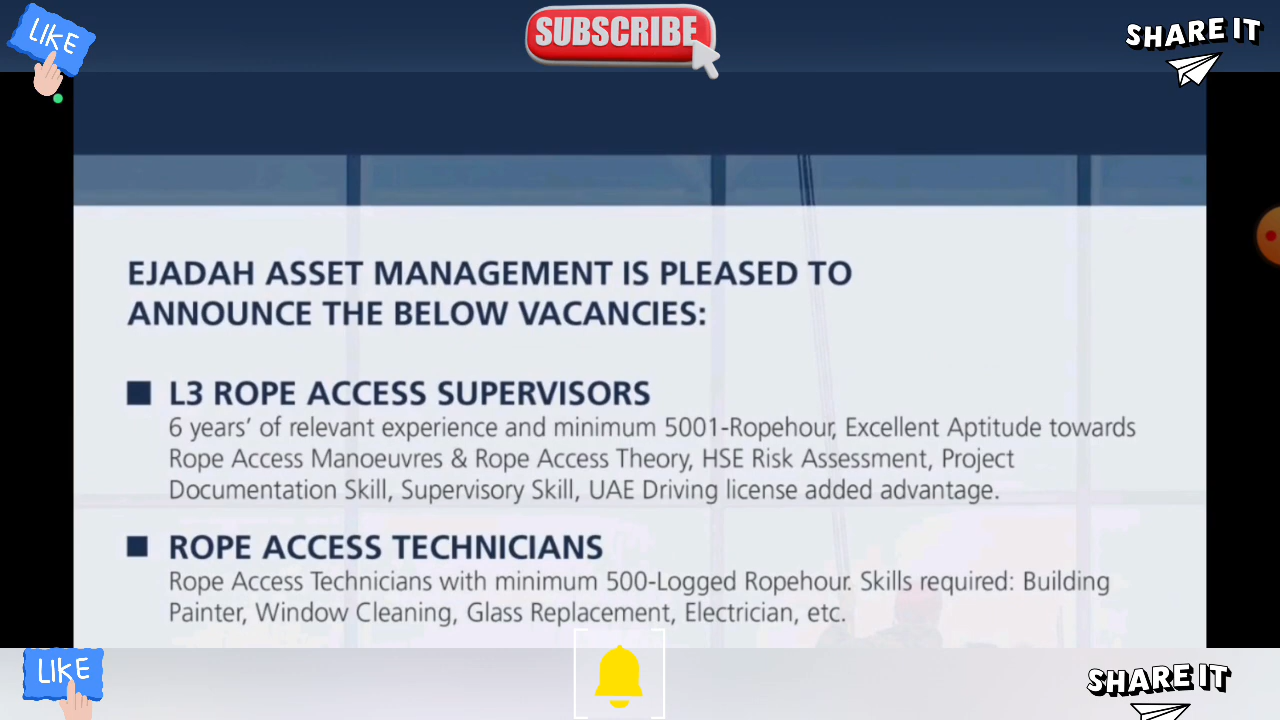 LIKE
SUBSCRIBE
SHARE IT
EJADAH ASSET MANAGEMENT IS PLEASED TO
ANNOUNCE THE BELOW VACANCIES:
L3 ROPE ACCESS SUPERVISORS
6 years’ of relevant experience and minimum 5001-Ropehour, Excellent Aptitude towards
Rope Access Manoeuvres & Rope Access Theory, HSE Risk Assessment, Project
Documentation Skill, Supervisory Skill, UAE Driving license added advantage.
ROPE ACCESS TECHNICIANS
Rope Access Technicians with minimum 500-Logged Ropehour. Skills required: Building
Painter, Window Cleaning, Glass Replacement, Electrician, etc.
LIKE
SHARE IT